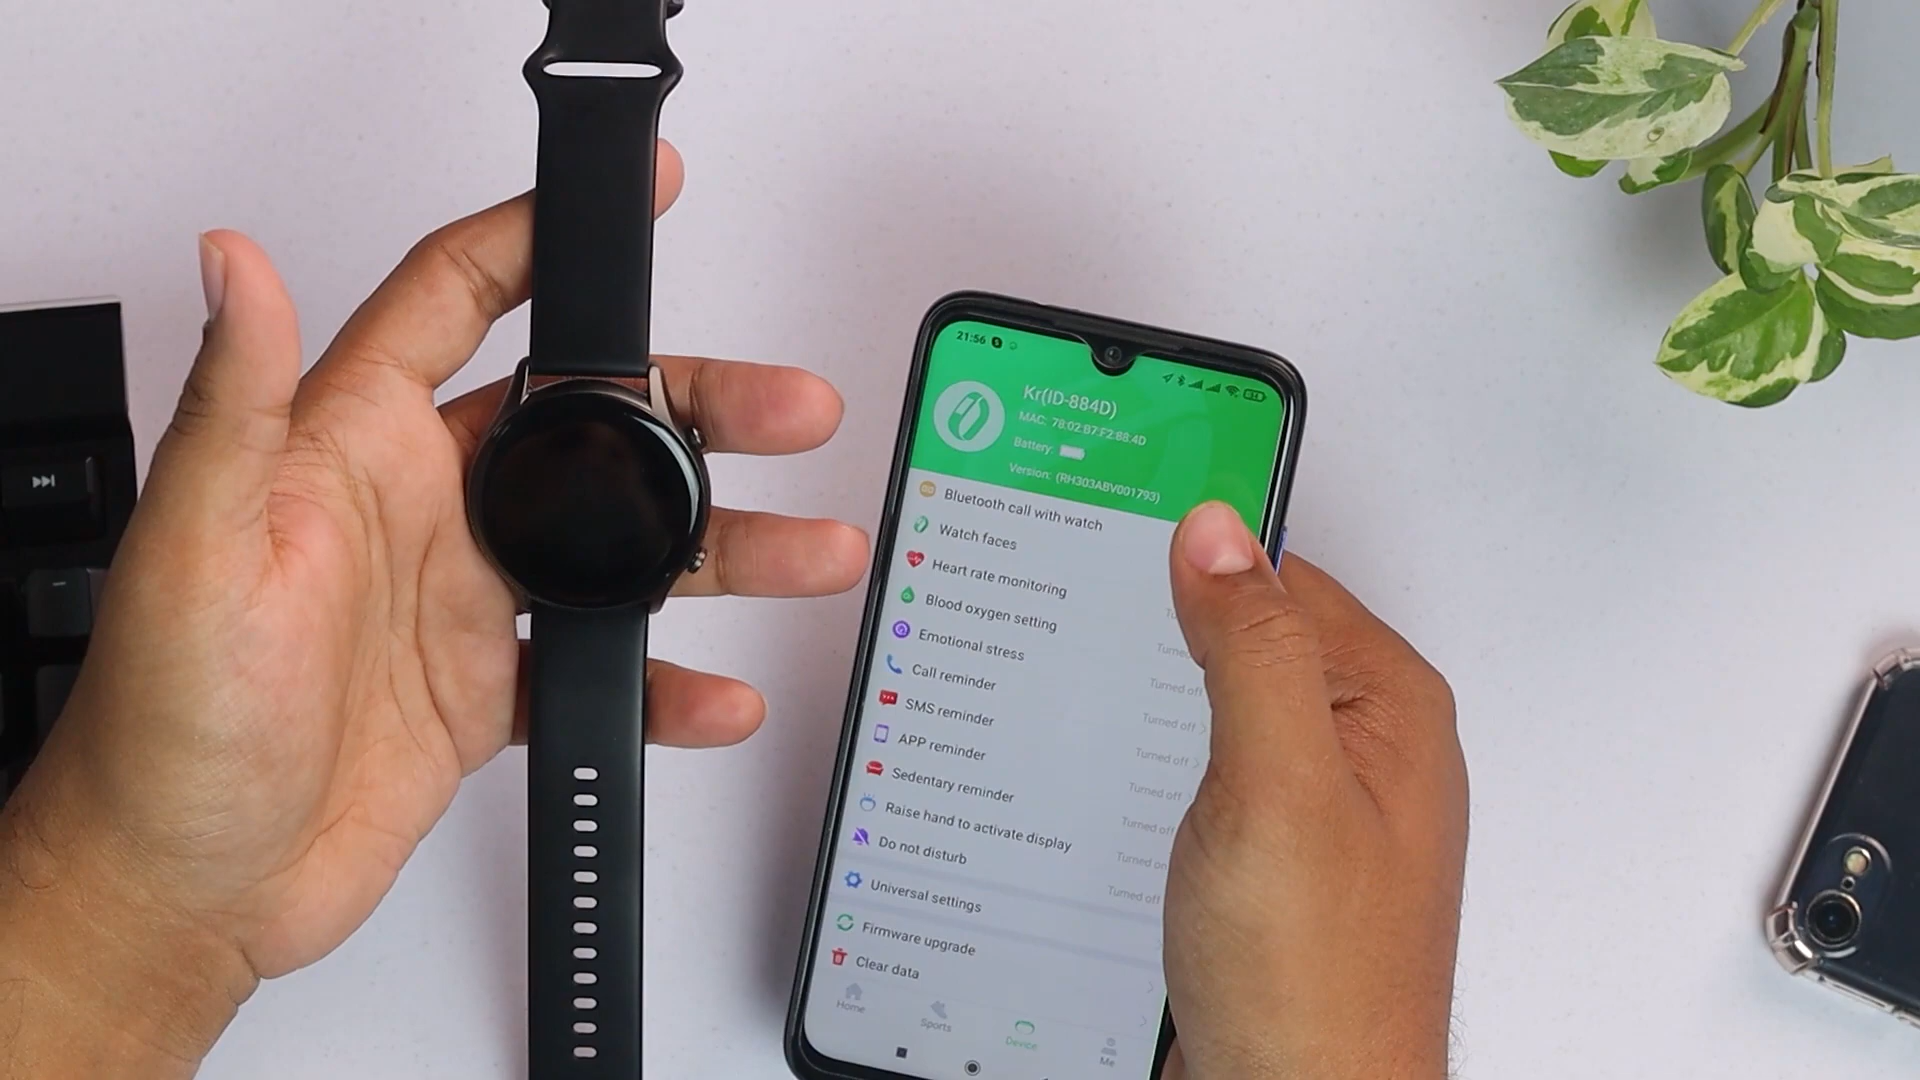 21:56
Kr(ID-884D)
MAC: 78:02:B7:F2:88:4D
Battery:
Version: (RH303ABV001793)
Bluetooth call with watch
Watch faces
Heart rate monitoring
Blood oxygen setting
Emotional stress
Turned off
Call reminder
Turned off
SMS reminder
Turned off
APP reminder
Turned off
Sedentary reminder
Turned off
Raise hand to activate display
Turned on
Do not disturb
Turned off
Universal settings
Firmware upgrade
Clear data
Home
Sports
Device
Me